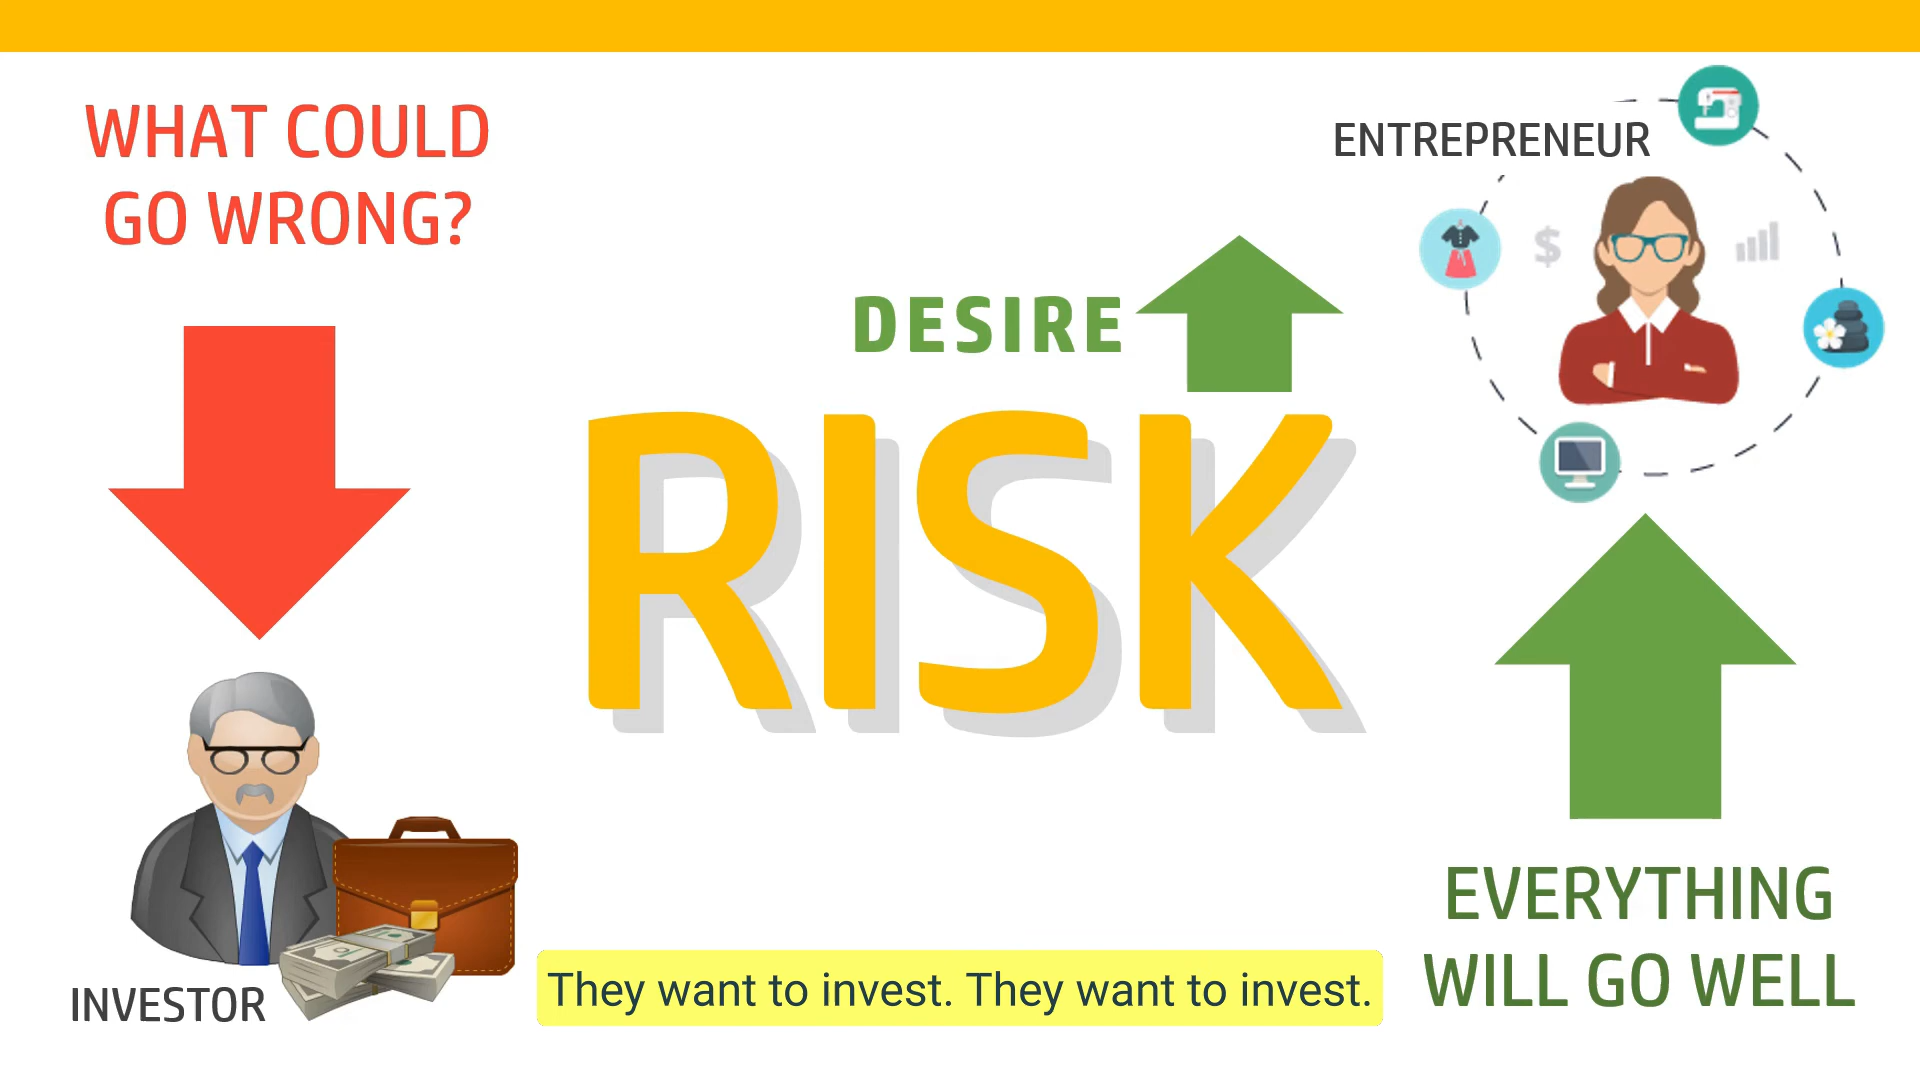 WHAT COULD
GO WRONG?
ENTREPRENEUR
$
DESIRE
RISK
INVESTOR
They want to invest. They want to invest.
EVERYTHING
WILL GO WELL